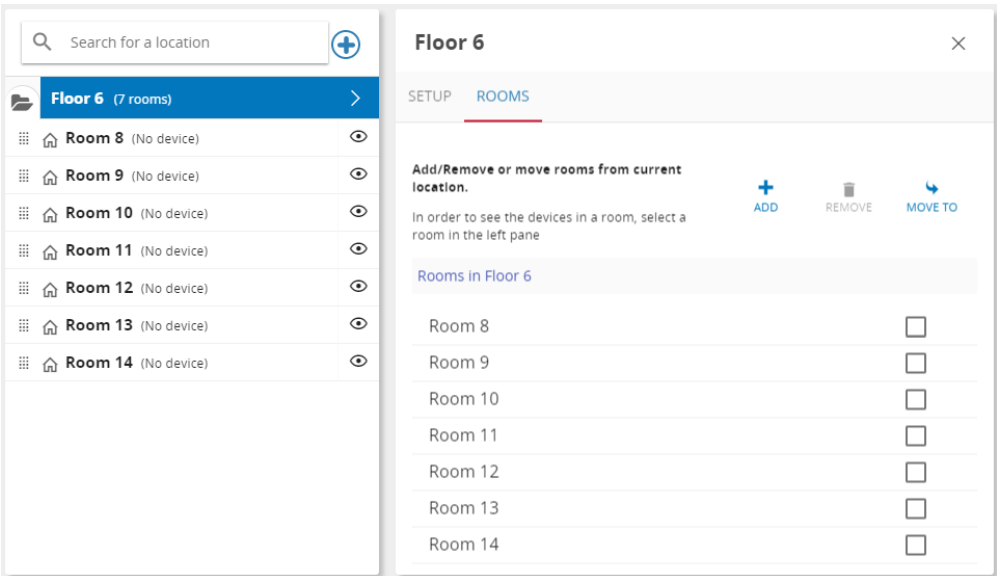 Search for a location
Floor 6 (7 rooms)
Room 8 (No device)
Room 9 (No device)
Room 10 (No device)
Room 11 (No device)
Room 12 (No device)
Room 13 (No device)
Room 14 (No device)
Floor 6
SETUP ROOMS
Add/Remove or move rooms from current
location.
In order to see the devices in a room, select a
room in the left pane
ADD REMOVE MOVE TO
Rooms in Floor 6
Room 8
Room 9
Room 10
Room 11
Room 12
Room 13
Room 14